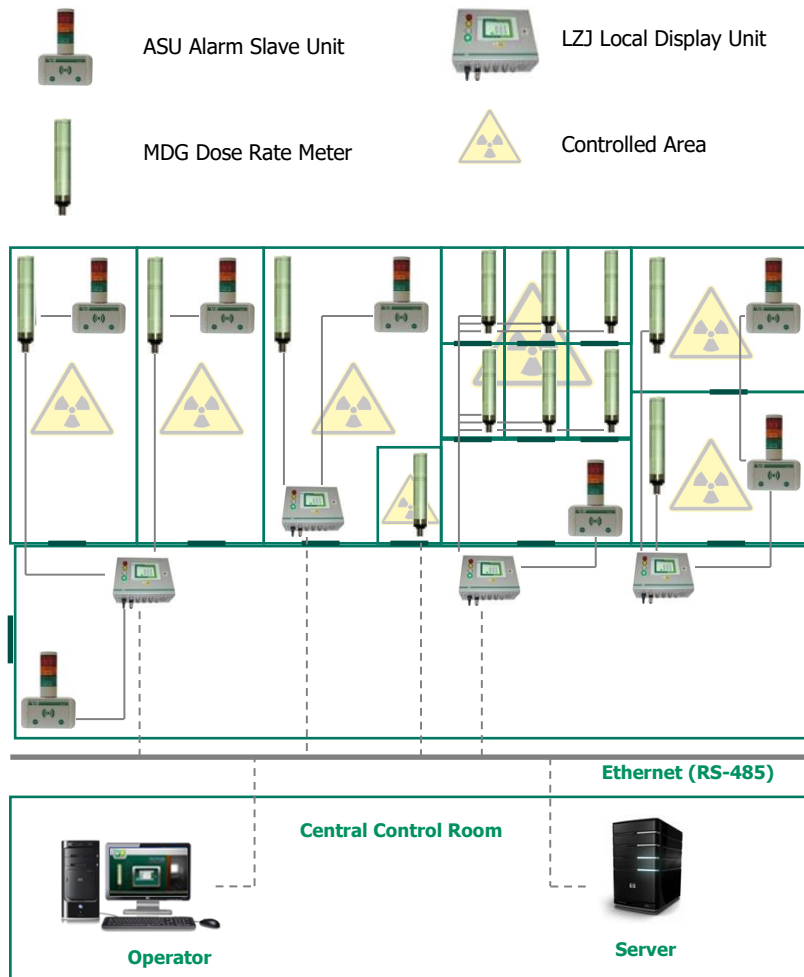 ASU Alarm Slave Unit
LZJ Local Display Unit
MDG Dose Rate Meter
Controlled Area
Ethernet (RS-485)
Central Control Room
Operator
Server